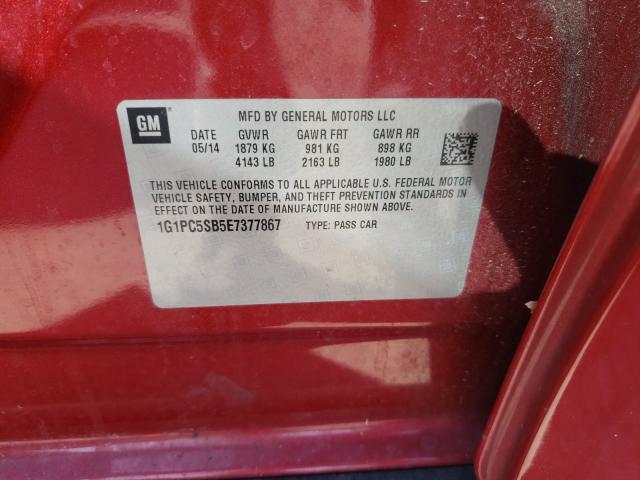 GM
MFD BY GENERAL MOTORS LLC
DATE GVWR GAWR FRT GAWR RR
05/14 1879 KG 981 KG 898 KG
4143 LB 2163 LB 1980 LB
THIS VEHICLE CONFORMS TO ALL APPLICABLE U.S. FEDERAL MOTOR
VEHICLE SAFETY, BUMPER, AND THEFT PREVENTION STANDARDS IN
EFFECT ON THE DATE OF MANUFACTURE SHOWN ABOVE.
1G1PC5SB5E7377867 TYPE: PASS CAR